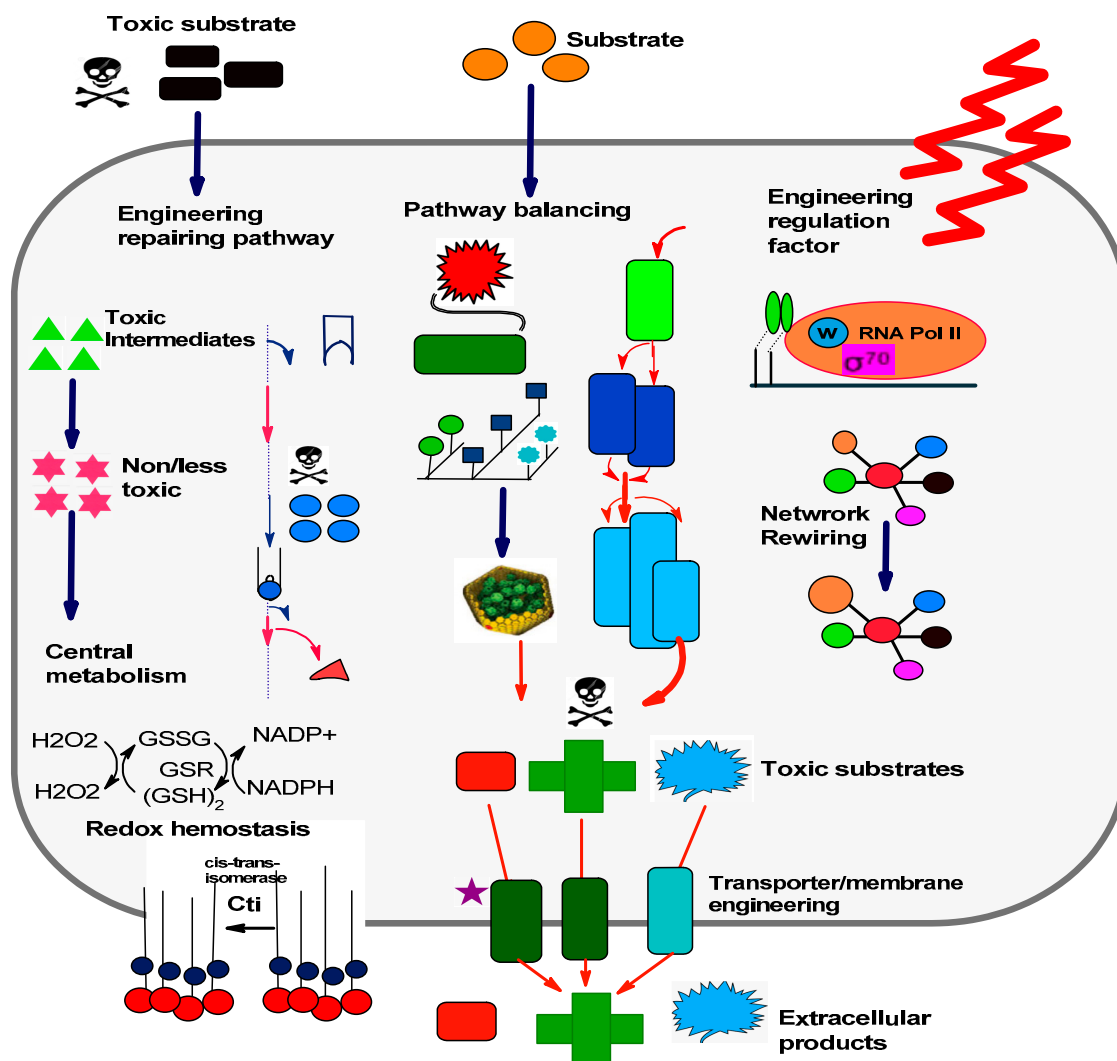 Toxic substrate
Substrate
Engineering
repairing pathway
Pathway balancing
Engineering
regulation
factor
Toxic
Intermediates
w
RNA Pol II
σ70
Non/less
toxic
Netwrork
Rewiring
Central
metabolism
H2O2
GSSG
NADP+
GSR
H2O2
(GSH)2
NADPH
Toxic substrates
Redox hemostasis
cis-trans-
isomerase
Cti
Transporter/membrane
engineering
Extracellular
products